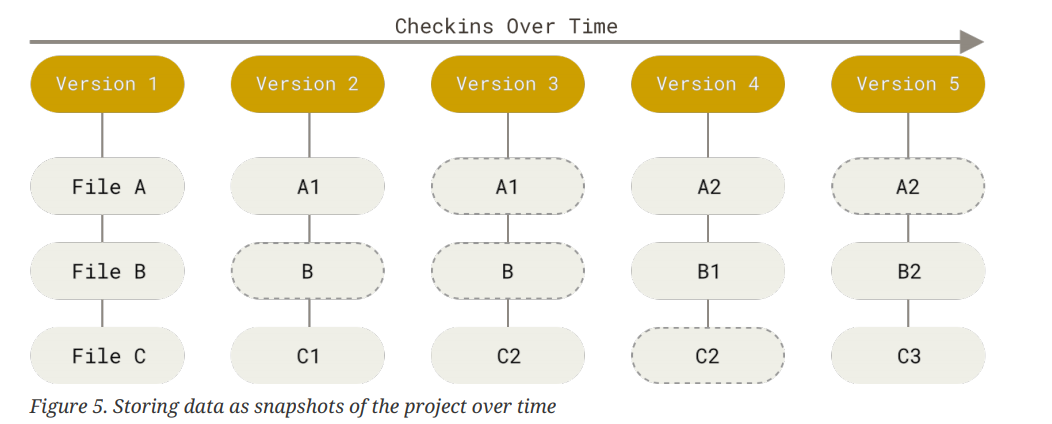 Checkins Over Time
Version 1 Version 2 Version 3 Version 4 Version 5
File A A1 A1 A2 A2
File B B B B1 B2
File C C1 C2 C2 C3
Figure 5. Storing data as snapshots of the project over time